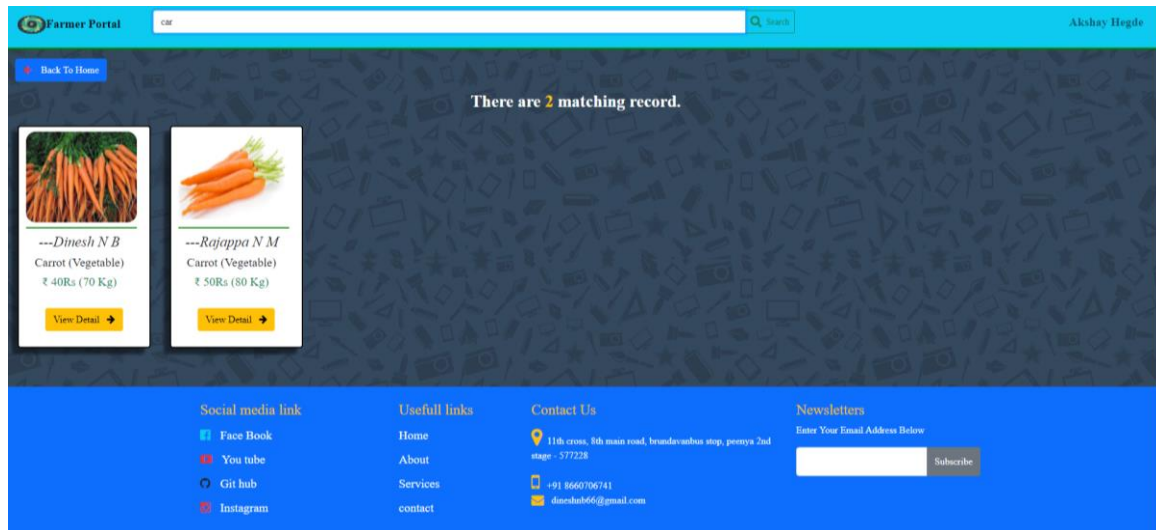 Farmer Portal
car
Search
Akshay Hegde
Back To Home
There are 2 matching record.
---Dinesh N B
Carrot (Vegetable)
₹ 40Rs (70 Kg)
View Detail
---Rajappa N M
Carrot (Vegetable)
₹ 50Rs (80 Kg)
View Detail
Social media link
Face Book
You tube
Git hub
Instagram
Usefull links
Home
About
Services
contact
Contact Us
11th cross, 8th main road, brundavanbus stop, peenya 2nd
stage - 577228
+91 8660706741
dineshnb66@gmail.com
Newsletters
Enter Your Email Address Below
Subscribe